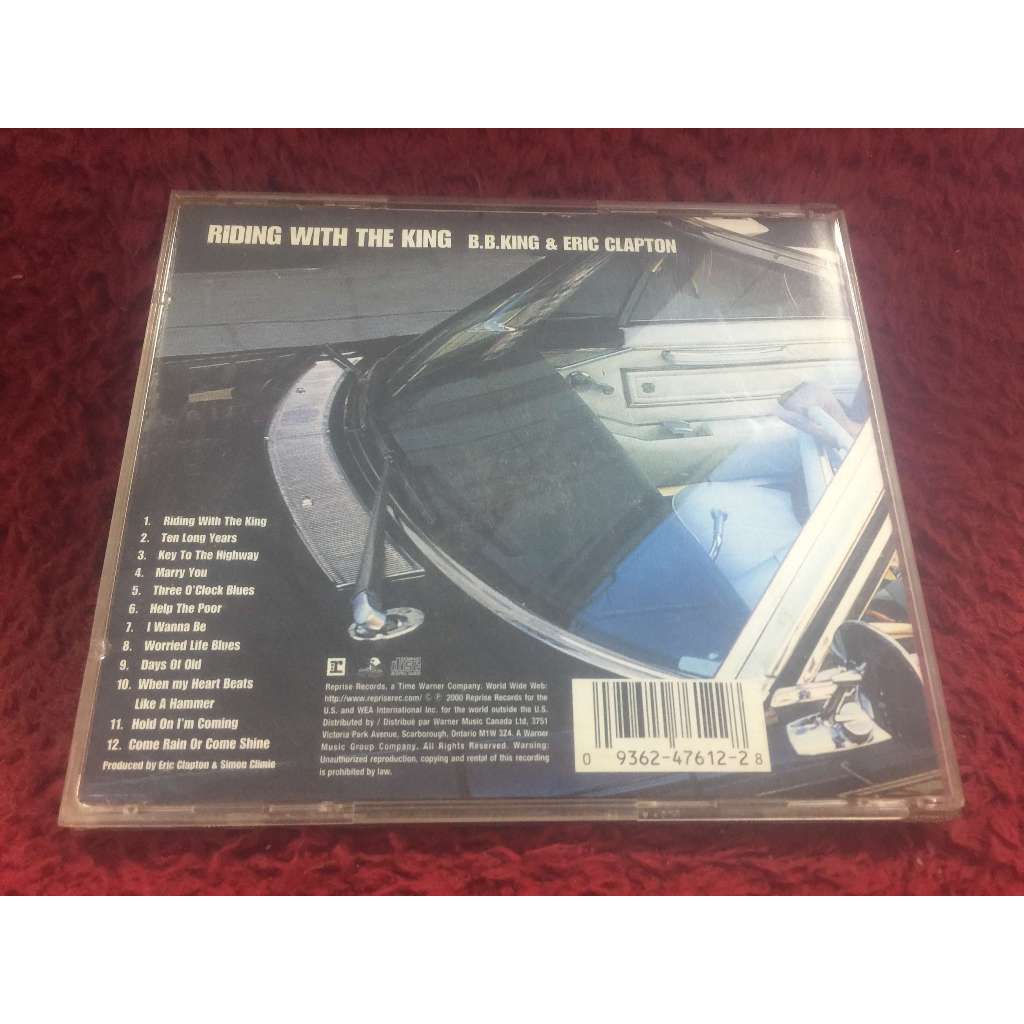 RIDING WITH THE KING B.B.KING & ERIC CLAPTON
1. Riding With The King
2. Ten Long Years
3. Key To The Highway
4. Marry You
5. Three O'Clock Blues
6. Help The Poor
7. I Wanna Be
8. Worried Life Blues
9. Days Of Old
10. When my Heart Beats
Like A Hammer
11. Hold On I'm Coming
12. Come Rain Or Come Shine
Produced by Eric Clapton & Simon Climie
Reprise Records, a Time Warner Company. World Wide Web:
http://www.repriserec.com/ © ℗ 2000 Reprise Records for the
U.S. and WEA International Inc. for the world outside the U.S.
Distributed by / Distribué par Warner Music Canada Ltd, 3751
Victoria Park Avenue, Scarborough, Ontario M1W 3Z4. A Warner
Music Group Company. All Rights Reserved. Warning:
Unauthorized reproduction, copying and rental of this recording
is prohibited by law.
0 9362-47612-2 8